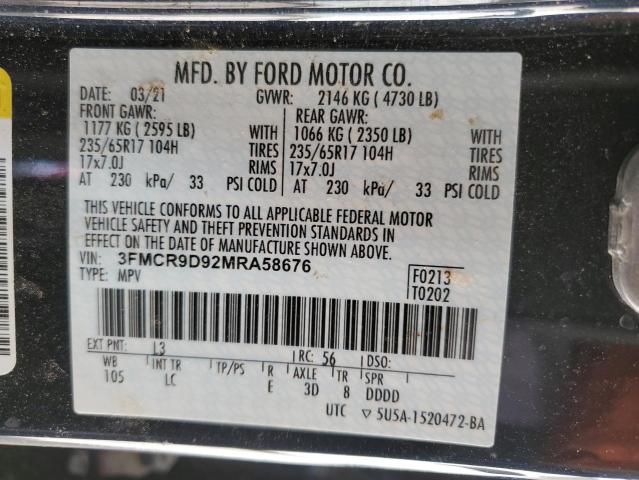 MFD. BY FORD MOTOR CO.
DATE: 03/21 GVWR: 2146 KG ( 4730 LB)
FRONT GAWR: REAR GAWR:
1177 KG ( 2595 LB) WITH 1066 KG ( 2350 LB) WITH
235/65R17 104H TIRES 235/65R17 104H TIRES
17x7.0J RIMS 17x7.0J RIMS
AT 230 kPa/ 33 PSI COLD AT 230 kPa/ 33 PSI COLD
THIS VEHICLE CONFORMS TO ALL APPLICABLE FEDERAL MOTOR
VEHICLE SAFETY AND THEFT PREVENTION STANDARDS IN
EFFECT ON THE DATE OF MANUFACTURE SHOWN ABOVE.
VIN: 3FMCR9D92MRA58676
TYPE: MPV
F0213
T0202
EXT PNT: L3 RC: 56 DSO:
WB INT TR TP/PS R AXLE TR SPR
105 LC E 3D 8 DDDD
UTC ▽ 5U5A-1520472-BA